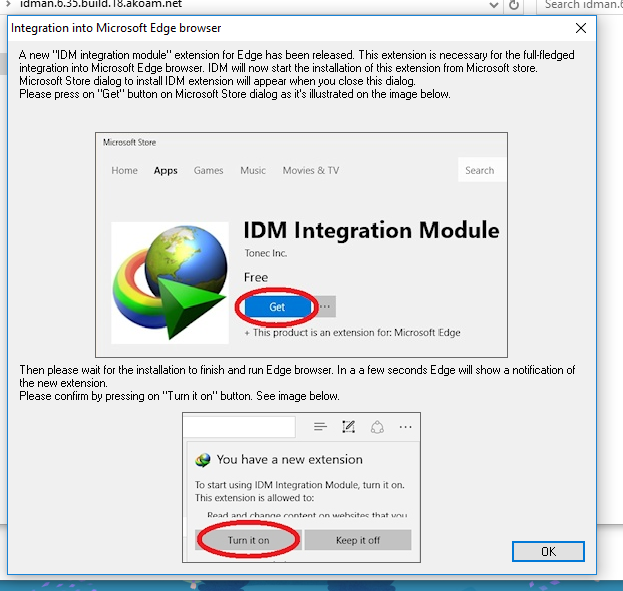 idman.6.35.build.18.akoam.net
Search idman.6
Integration into Microsoft Edge browser
A new "IDM integration module" extension for Edge has been released. This extension is necessary for the full-fledged
integration into Microsoft Edge browser. IDM will now start the installation of this extension from Microsoft store.
Microsoft Store dialog to install IDM extension will appear when you close this dialog.
Please press on "Get" button on Microsoft Store dialog as it's illustrated on the image below.
Microsoft Store
Home Apps Games Music Movies & TV Search
IDM Integration Module
Tonec Inc.
Free
Get ...
+ This product is an extension for: Microsoft Edge
Then please wait for the installation to finish and run Edge browser. In a a few seconds Edge will show a notification of
the new extension.
Please confirm by pressing on "Turn it on" button. See image below.
You have a new extension
To start using IDM Integration Module, turn it on.
This extension is allowed to:
Read and change content on websites that you
Turn it on Keep it off
OK